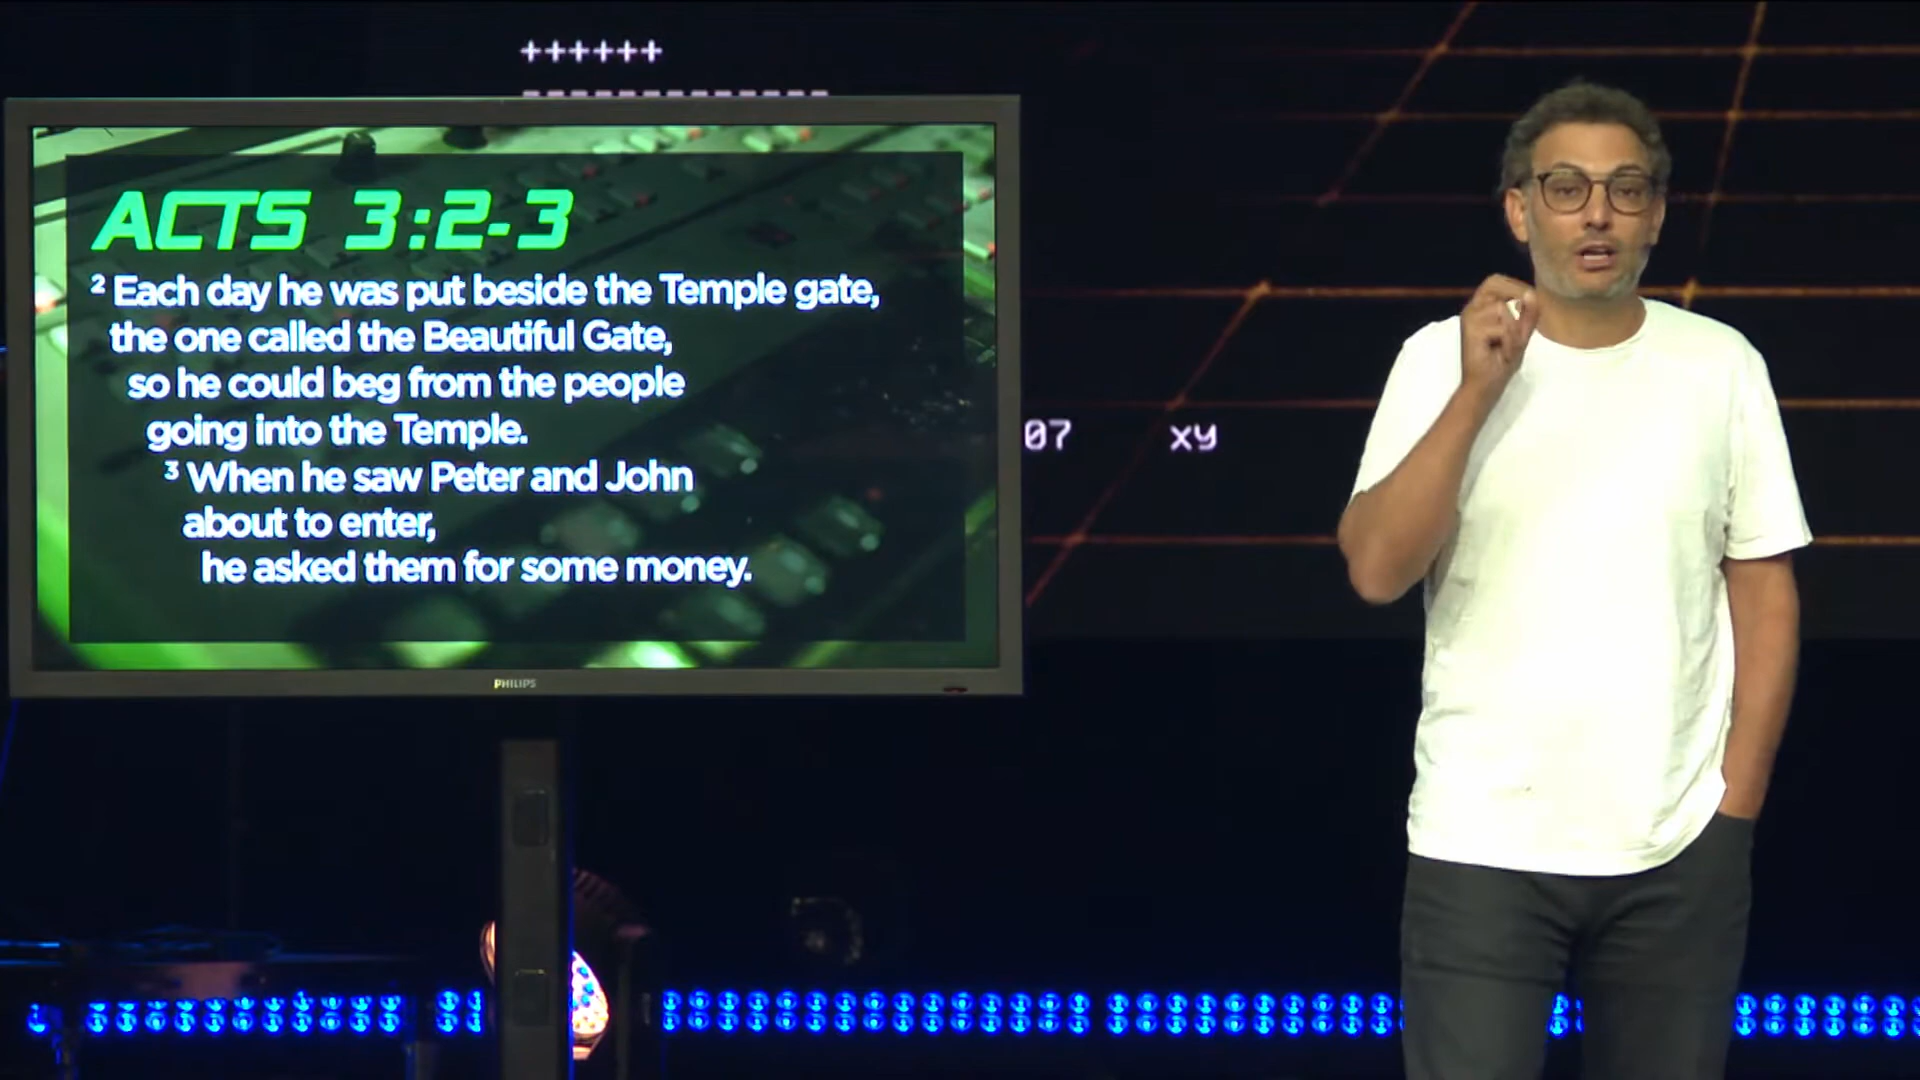 ++++++
ACTS 3:2-3
² Each day he was put beside the Temple gate,
the one called the Beautiful Gate,
so he could beg from the people
going into the Temple.
³ When he saw Peter and John
about to enter,
he asked them for some money.
07 xy
PHILIPS